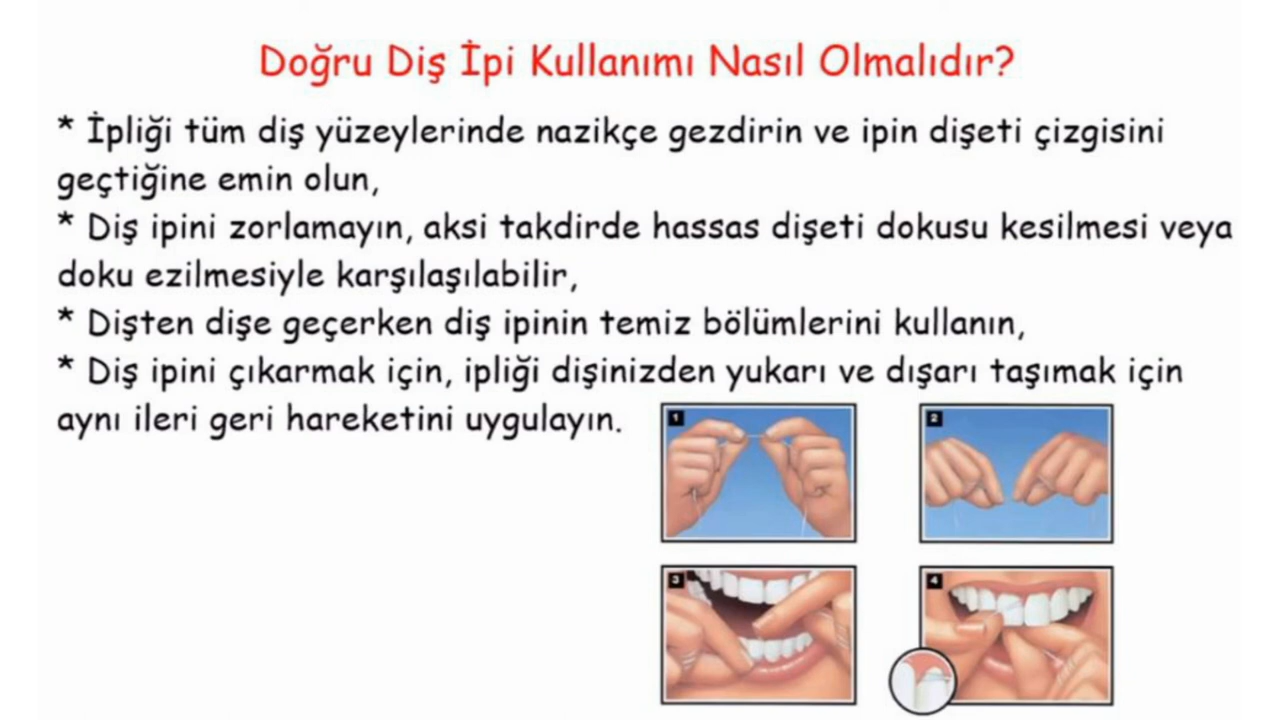 Doğru Diş İpi Kullanımı Nasıl Olmalıdır?
* İpliği tüm diş yüzeylerinde nazikçe gezdirin ve ipin dişeti çizgisini
geçtiğine emin olun,
* Diş ipini zorlamayın, aksi takdirde hassas dişeti dokusu kesilmesi veya
doku ezilmesiyle karşılaşılabilir,
* Dişten dişe geçerken diş ipinin temiz bölümlerini kullanın,
* Diş ipini çıkarmak için, ipliği dişinizden yukarı ve dışarı taşımak için
aynı ileri geri hareketini uygulayın.
1
2
3
4